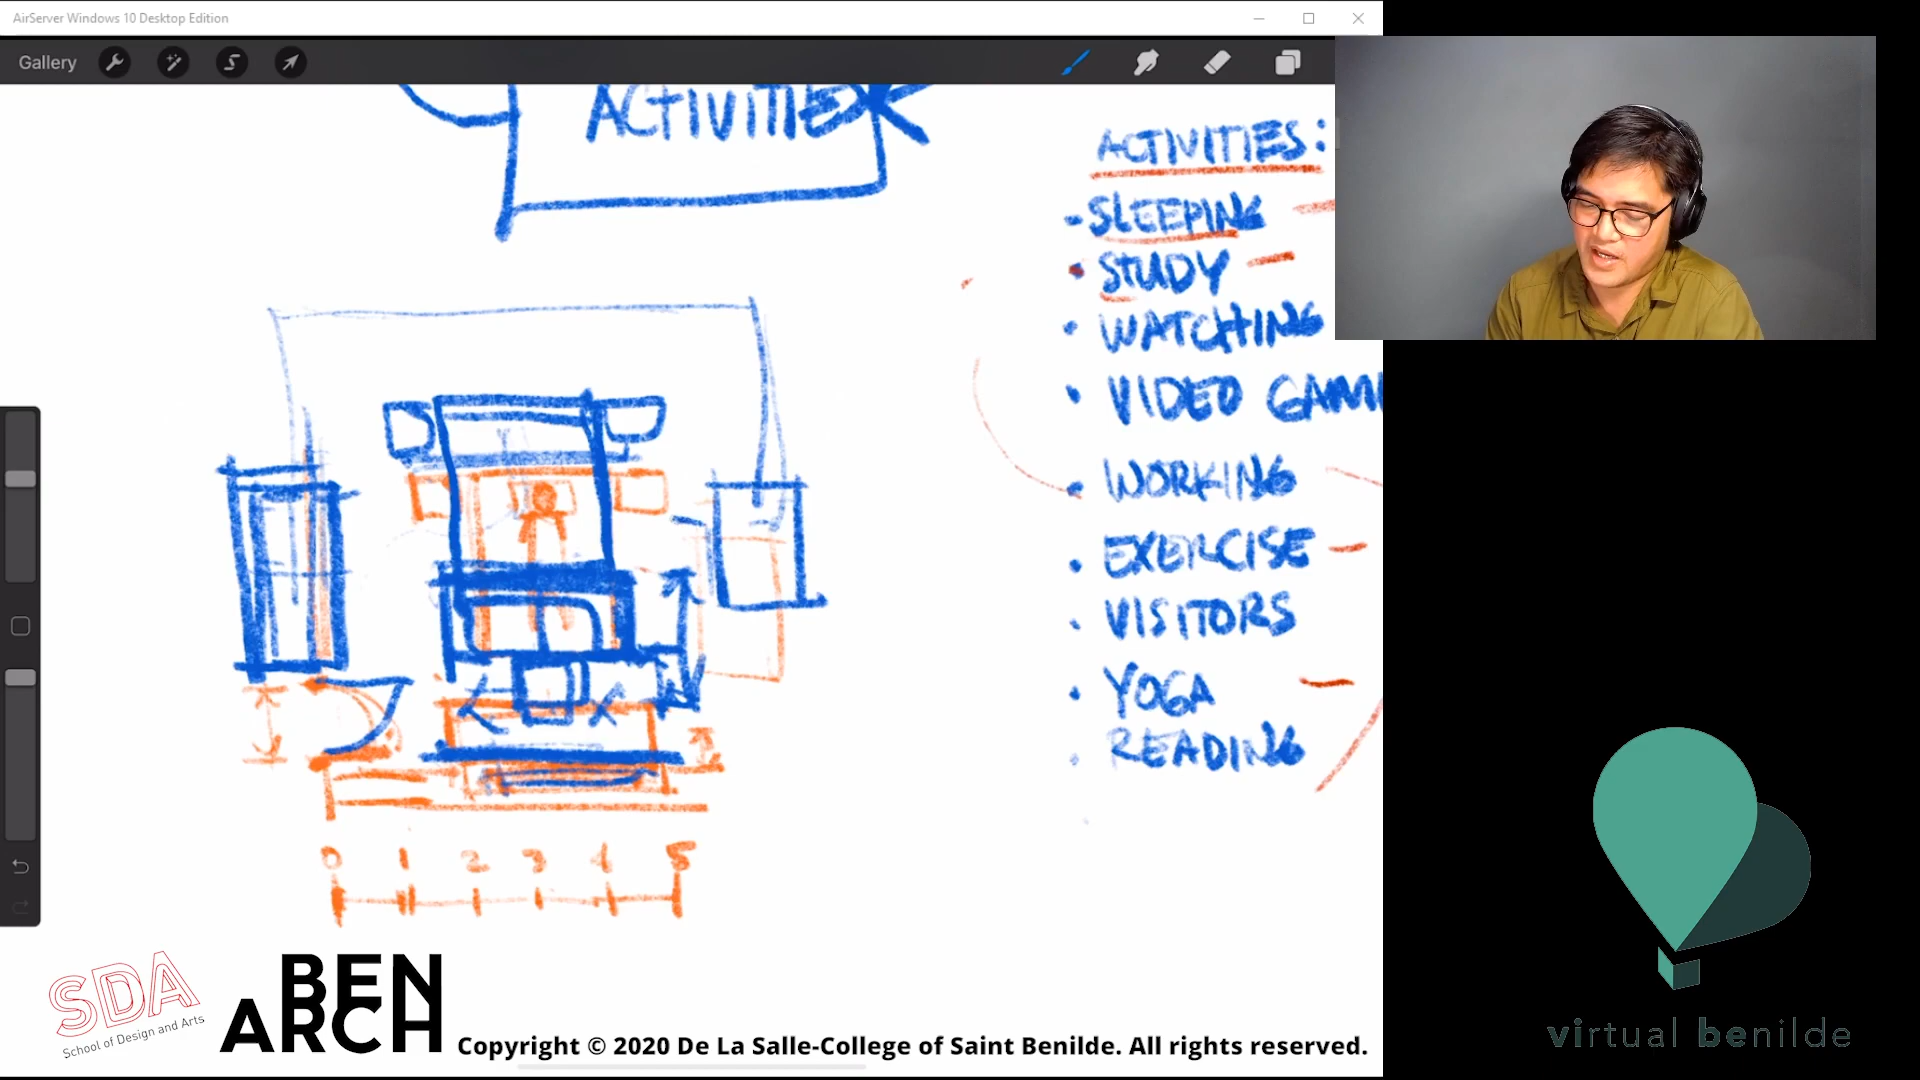 AirServer Windows 10 Desktop Edition
Gallery
ACTIVITIES
ACTIVITIES:
- SLEEPING
• STUDY
• WATCHING
• VIDEO GAM
• WORKING
• EXERCISE
• VISITORS
• YOGA
• READING
0 1 2 3 4 5
SDA
School of Design and Arts
BEN
ARCH
Copyright © 2020 De La Salle-College of Saint Benilde. All rights reserved.
virtual benilde